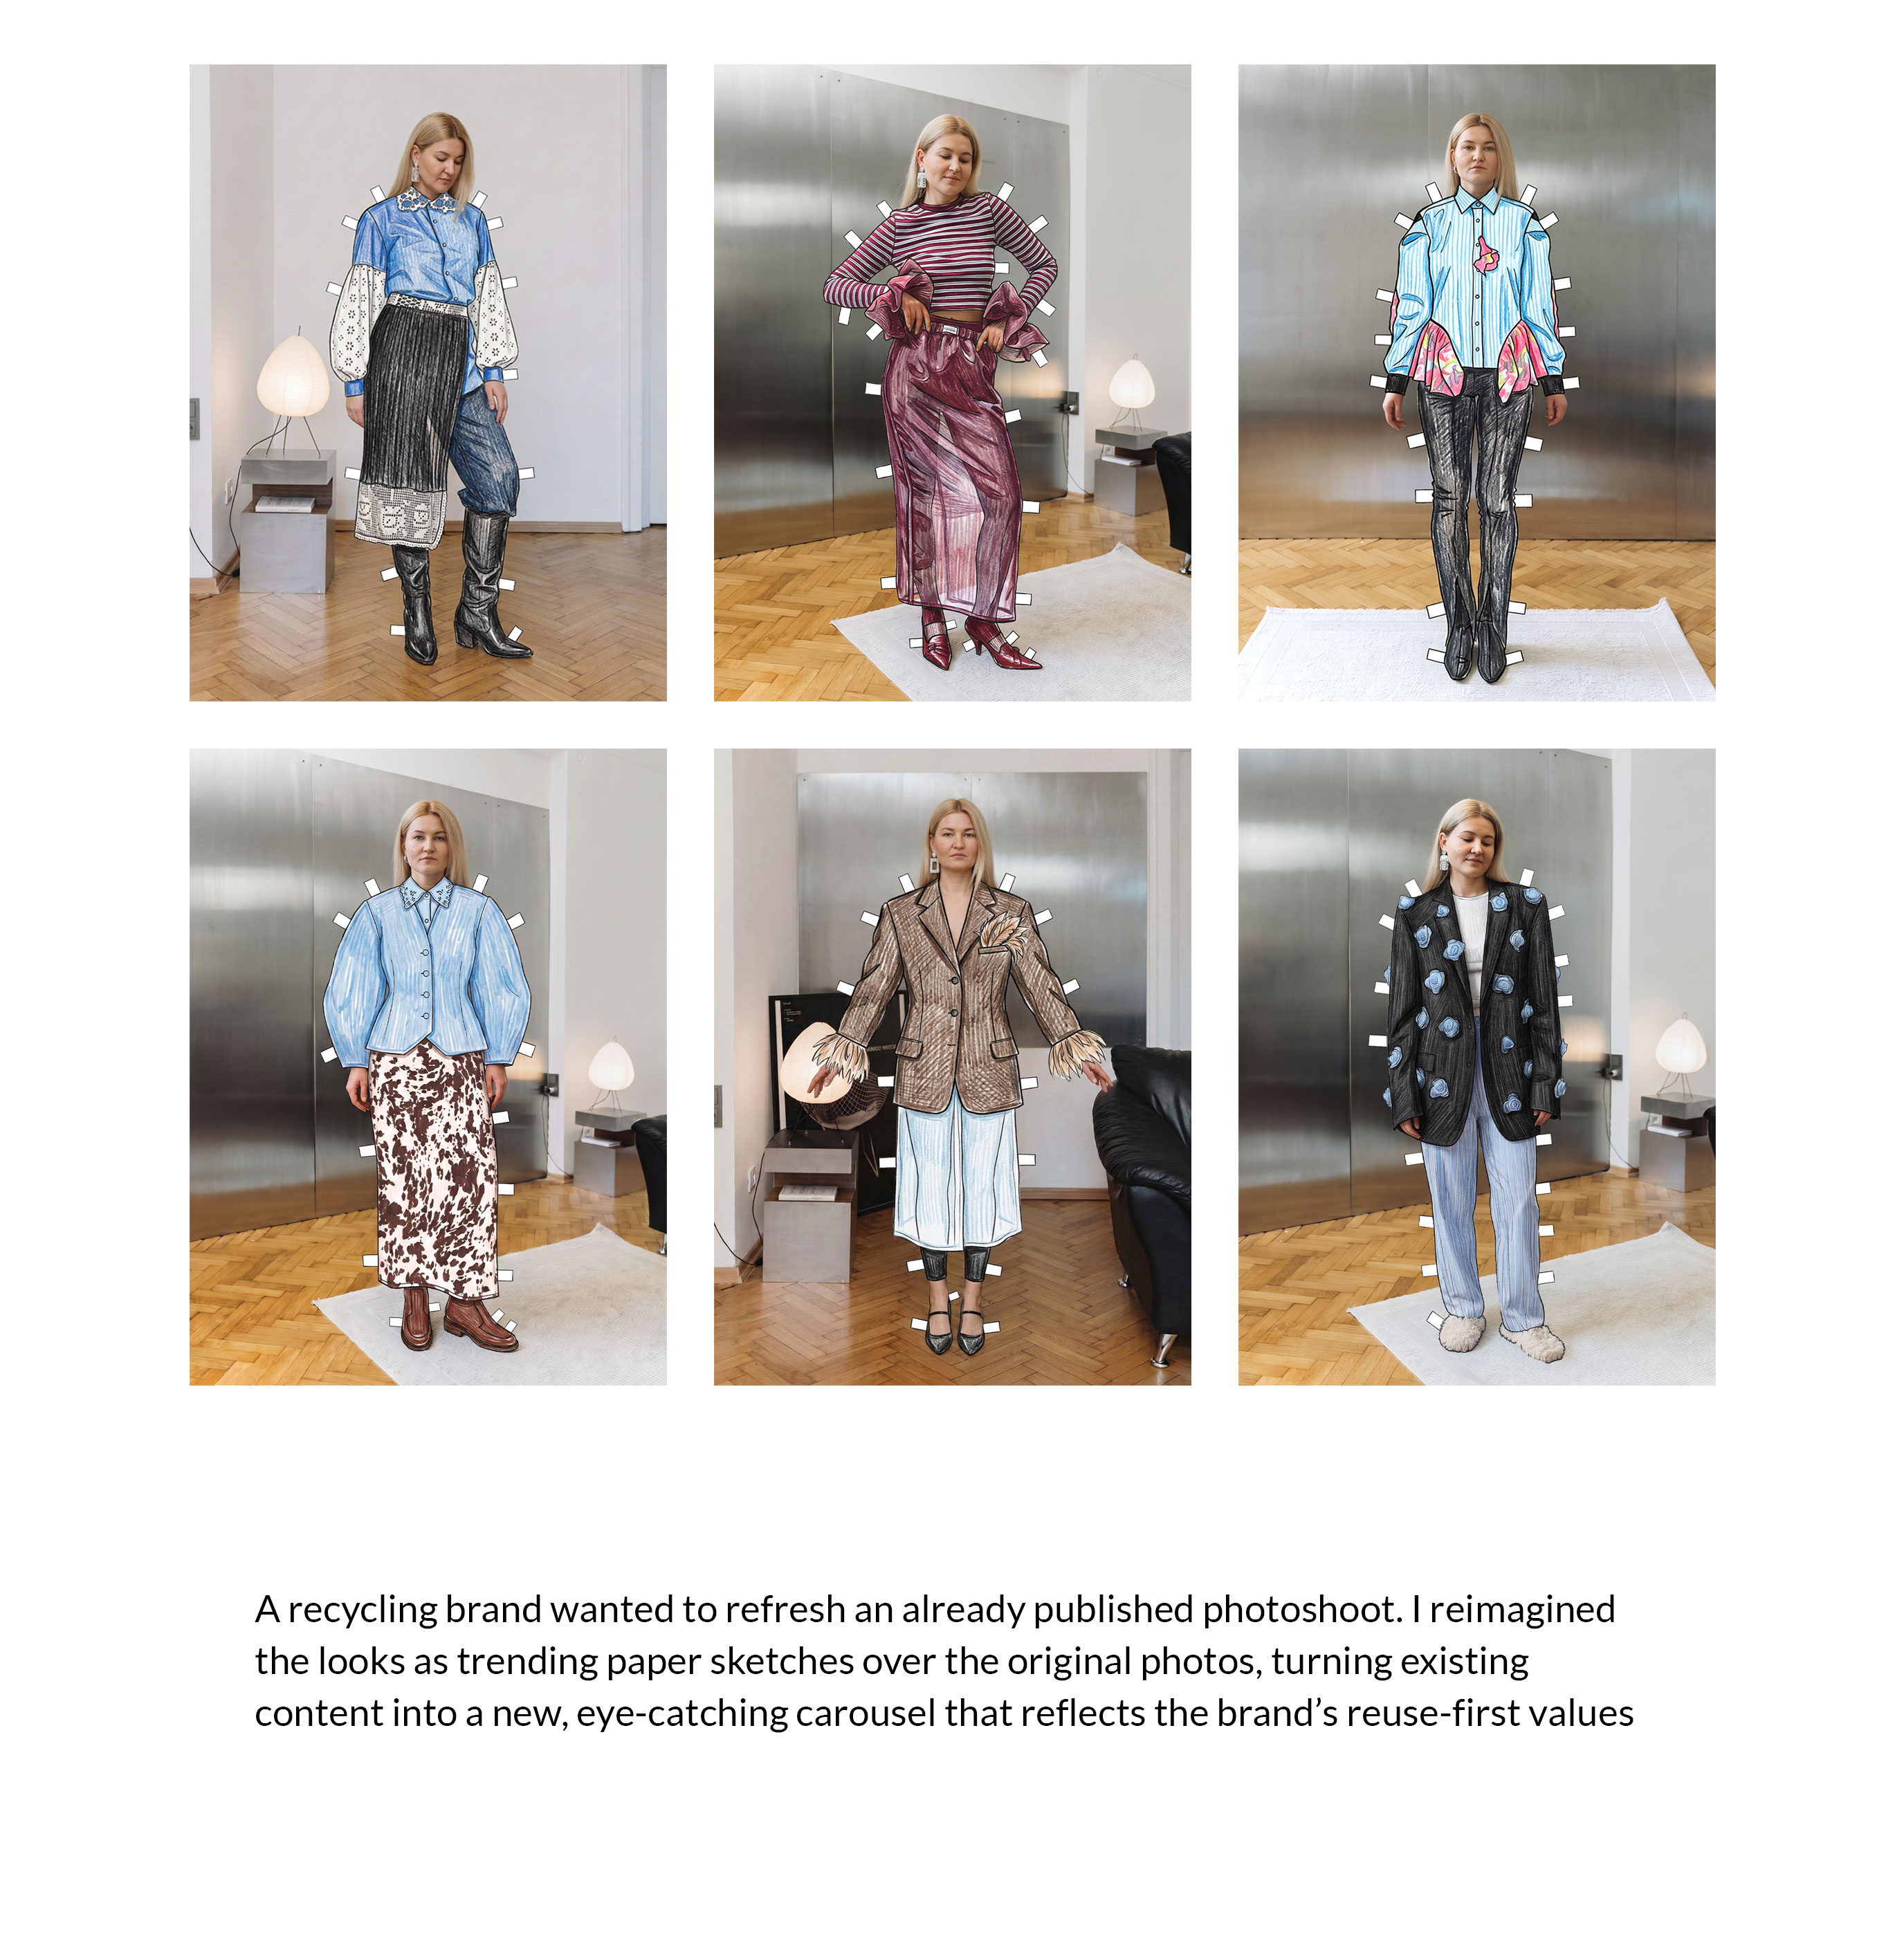 A recycling brand wanted to refresh an already published photoshoot. I reimagined
the looks as trending paper sketches over the original photos, turning existing
content into a new, eye-catching carousel that reflects the brand’s reuse-first values